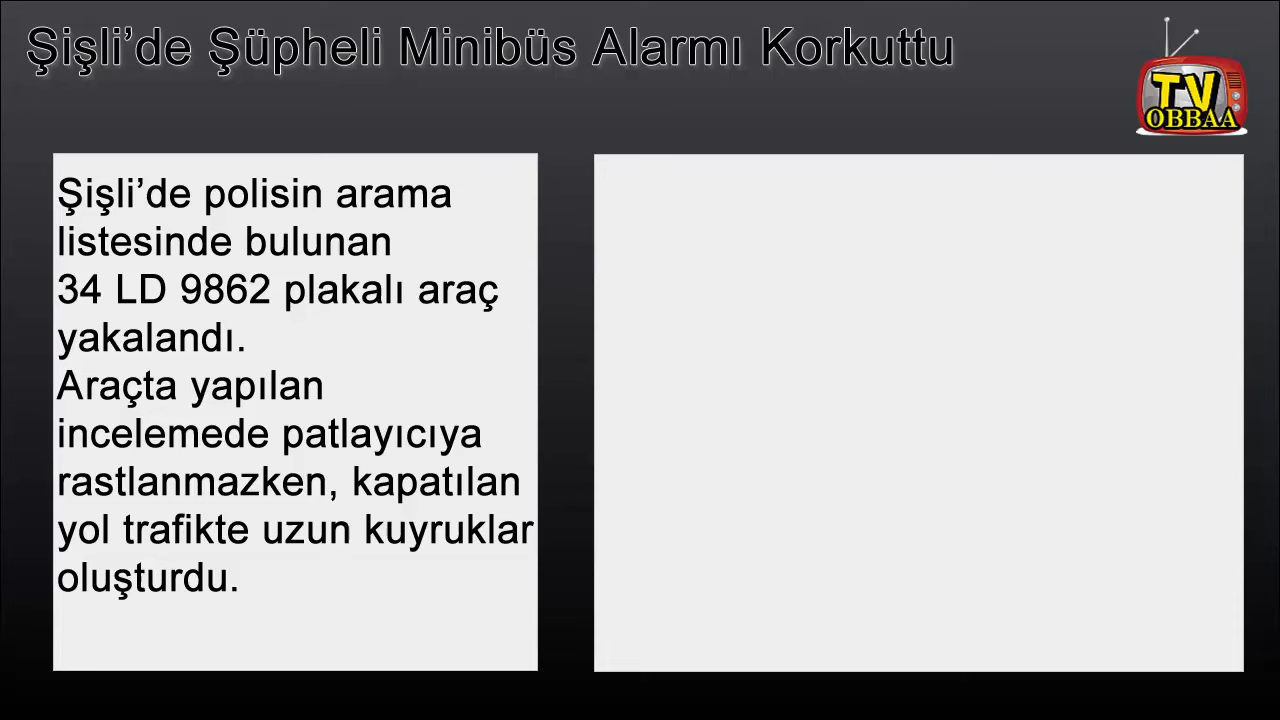 Şişli’de Şüpheli Minibüs Alarmı Korkuttu
TV
OBBAA
Şişli’de polisin arama
listesinde bulunan
34 LD 9862 plakalı araç
yakalandı.
Araçta yapılan
incelemede patlayıcıya
rastlanmazken, kapatılan
yol trafikte uzun kuyruklar
oluşturdu.